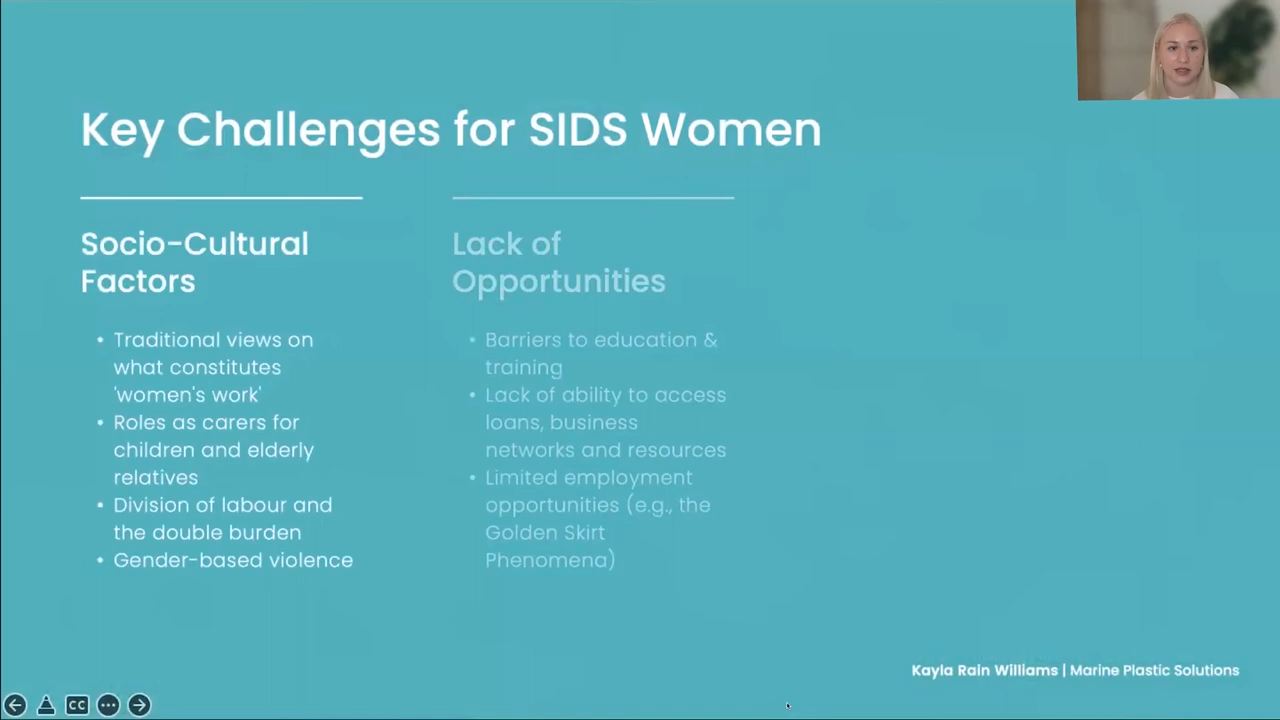 Key Challenges for SIDS Women
Socio-Cultural
Factors
• Traditional views on
what constitutes
'women's work'
• Roles as carers for
children and elderly
relatives
• Division of labour and
the double burden
• Gender-based violence
Lack of
Opportunities
• Barriers to education &
training
• Lack of ability to access
loans, business
networks and resources
• Limited employment
opportunities (e.g., the
Golden Skirt
Phenomena)
Kayla Rain Williams | Marine Plastic Solutions
CC